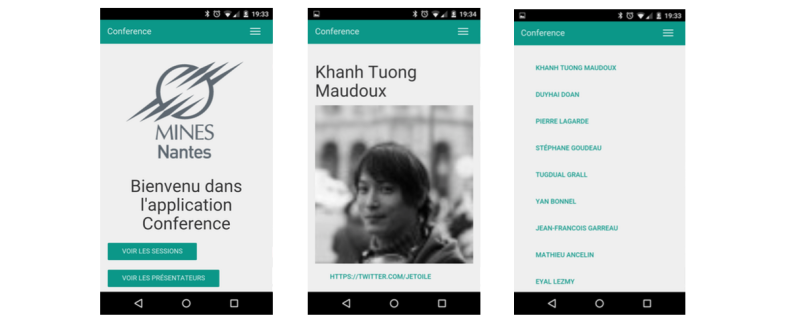 19:33
Conference
MINES
Nantes
Bienvenu dans
l'application
Conference
VOIR LES SESSIONS
VOIR LES PRÉSENTATEURS
19:34
Conference
Khanh Tuong
Maudoux
HTTPS://TWITTER.COM/JETOILE
19:33
Conference
KHANH TUONG MAUDOUX
DUYHAI DOAN
PIERRE LAGARDE
STÉPHANE GOUDEAU
TUGDUAL GRALL
YAN BONNEL
JEAN-FRANCOIS GARREAU
MATHIEU ANCELIN
EYAL LEZMY